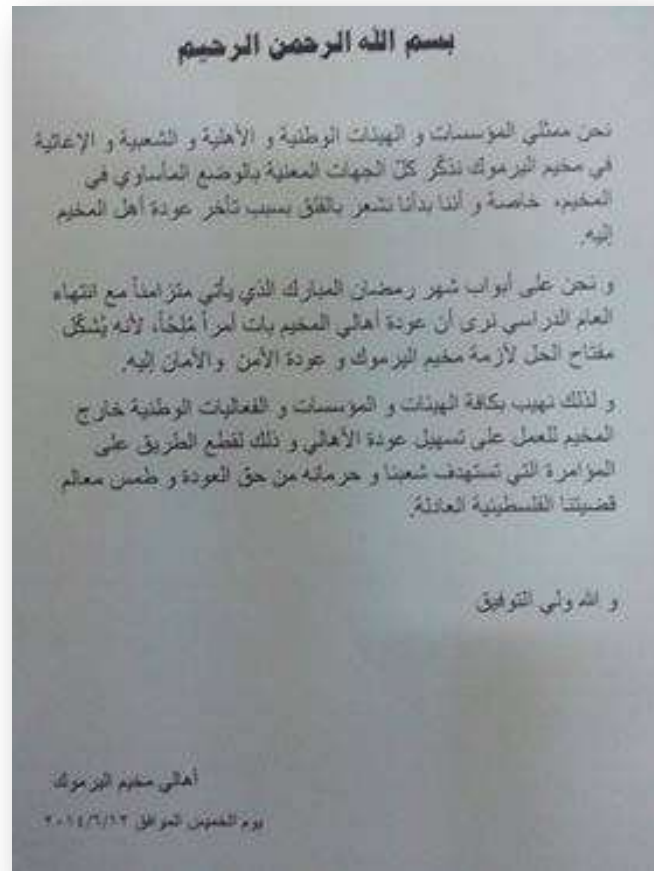 بسم الله الرحمن الرحيم
نحن ممثلي المؤسسات و الهيئات الوطنية و الأهلية و الشعبية و الإغاثية
في مخيم اليرموك نذكّر كلّ الجهات المعنية بالوضع المأساوي في
المخيم، خاصة و أننا بدأنا نشعر بالقلق بسبب تأخر عودة أهل المخيم
إليه.
و نحن على أبواب شهر رمضان المبارك الذي يأتي متزامناً مع انتهاء
العام الدراسي نرى أن عودة أهالي المخيم بات أمراً مُلحّاً، لأنه يُشكّل
مفتاح الحل لأزمة مخيم اليرموك و عودة الأمن والأمان إليه.
و لذلك نهيب بكافة الهيئات و المؤسسات و الفعاليات الوطنية خارج
المخيم للعمل على تسهيل عودة الأهالي و ذلك لقطع الطريق على
المؤامرة التي تستهدف شعبنا و حرمانه من حق العودة و طمس معالم
قضيتنا الفلسطينية العادلة.
و الله ولي التوفيق
أهالي مخيم اليرموك
يوم الخميس الموافق ٢٠١٤/٦/١٢